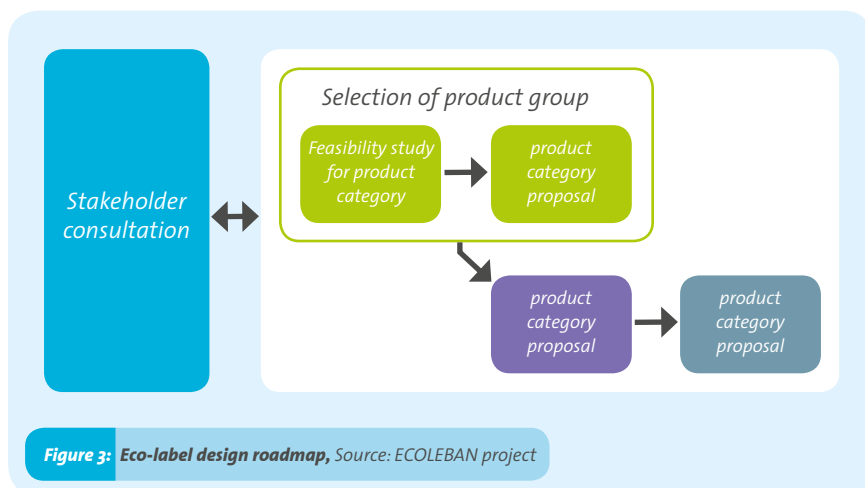 Stakeholder
consultation
Selection of product group
Feasibility study
for product
category
product
category
proposal
product
category
proposal
product
category
proposal
Figure 3: Eco-label design roadmap, Source: ECOLEBAN project